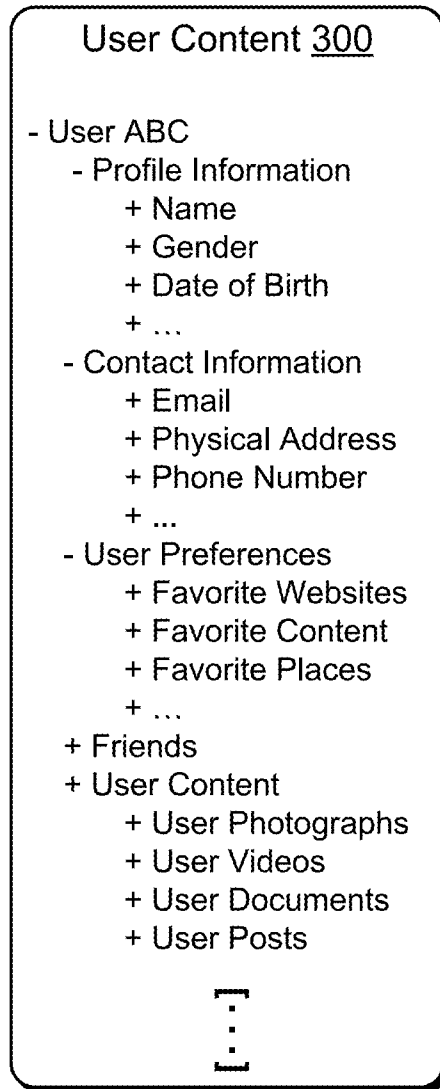 User Content 300
- User ABC
- Profile Information
+ Name
+ Gender
+ Date of Birth
+ ...
- Contact Information
+ Email
+ Physical Address
+ Phone Number
+ ...
- User Preferences
+ Favorite Websites
+ Favorite Content
+ Favorite Places
+ ...
+ Friends
+ User Content
+ User Photographs
+ User Videos
+ User Documents
+ User Posts